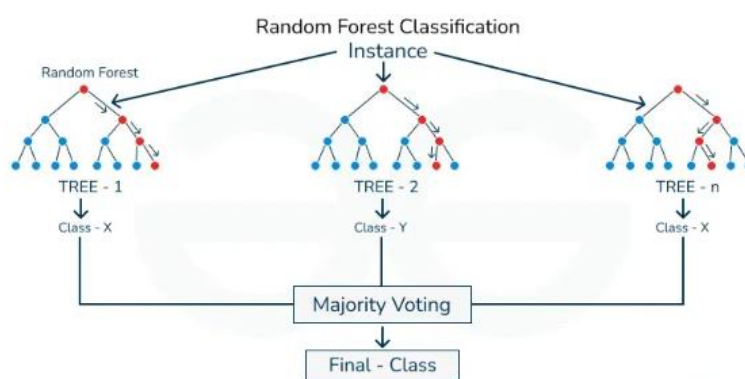 Random Forest Classification
Instance
Random Forest
TREE - 1
TREE - 2
TREE - n
Class - X
Class - Y
Class - X
Majority Voting
Final - Class